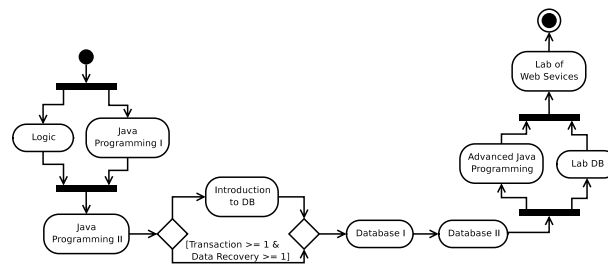 Logic
Java
Programming I
Java
Programming II
Introduction
to DB
[Transaction >= 1 &
Data Recovery >= 1]
Database I
Database II
Advanced Java
Programming
Lab DB
Lab of
Web Sevices